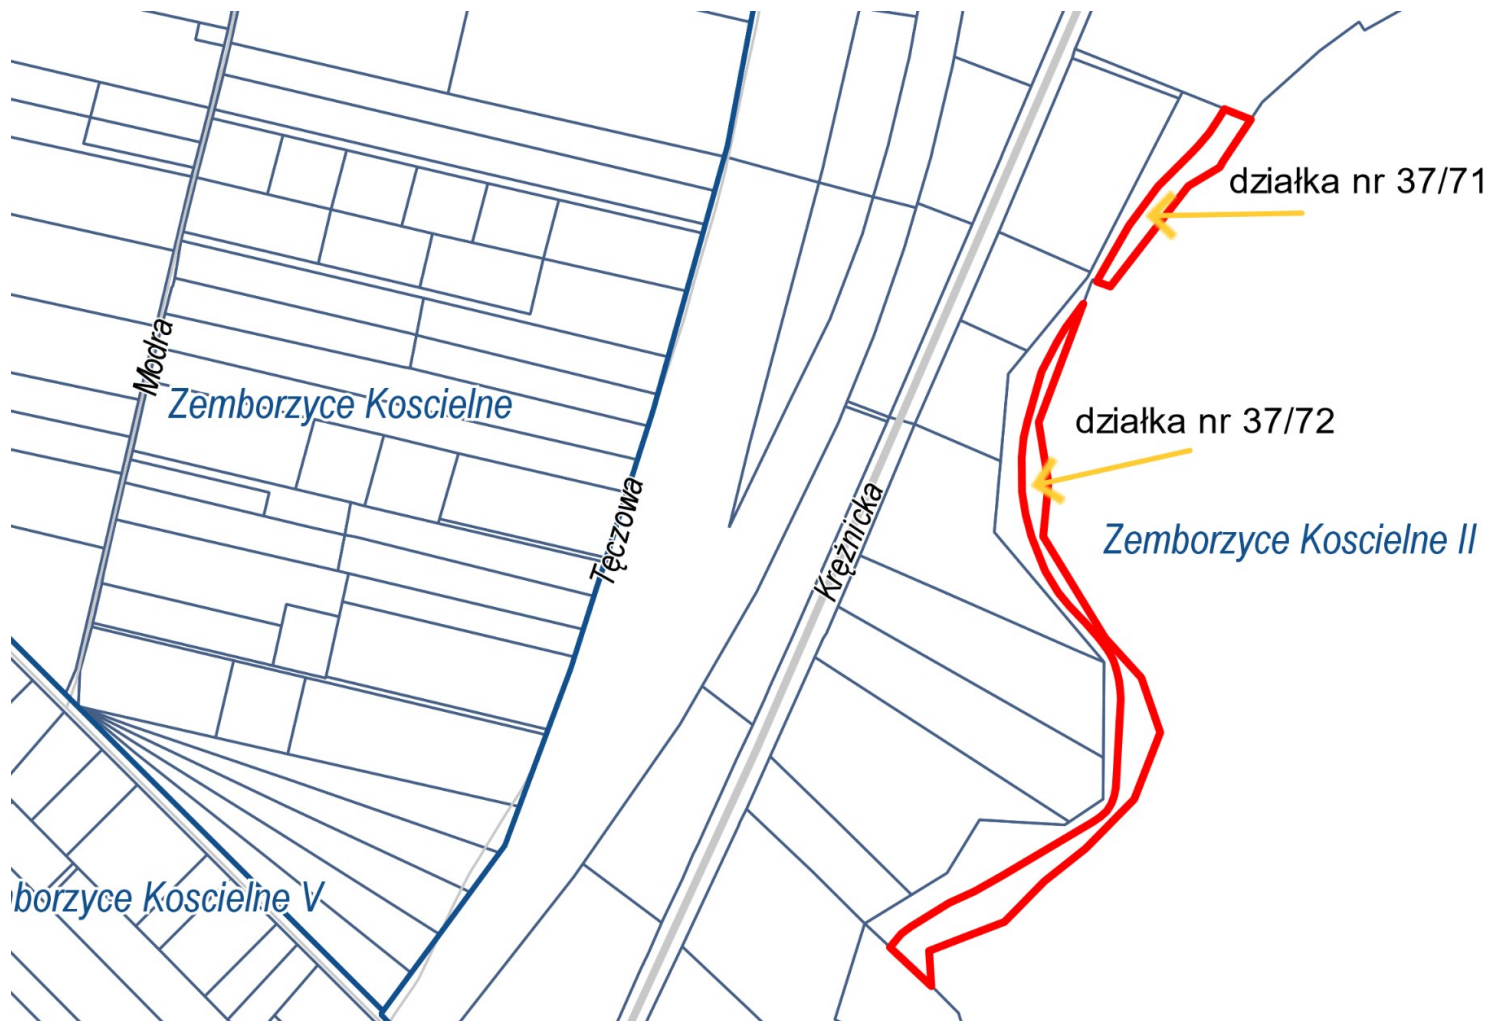 działka nr 37/71
Modra
Zemborzyce Koscielne
działka nr 37/72
Tęczowa
Krężnicka
Zemborzyce Koscielne II
borzyce Koscielne V